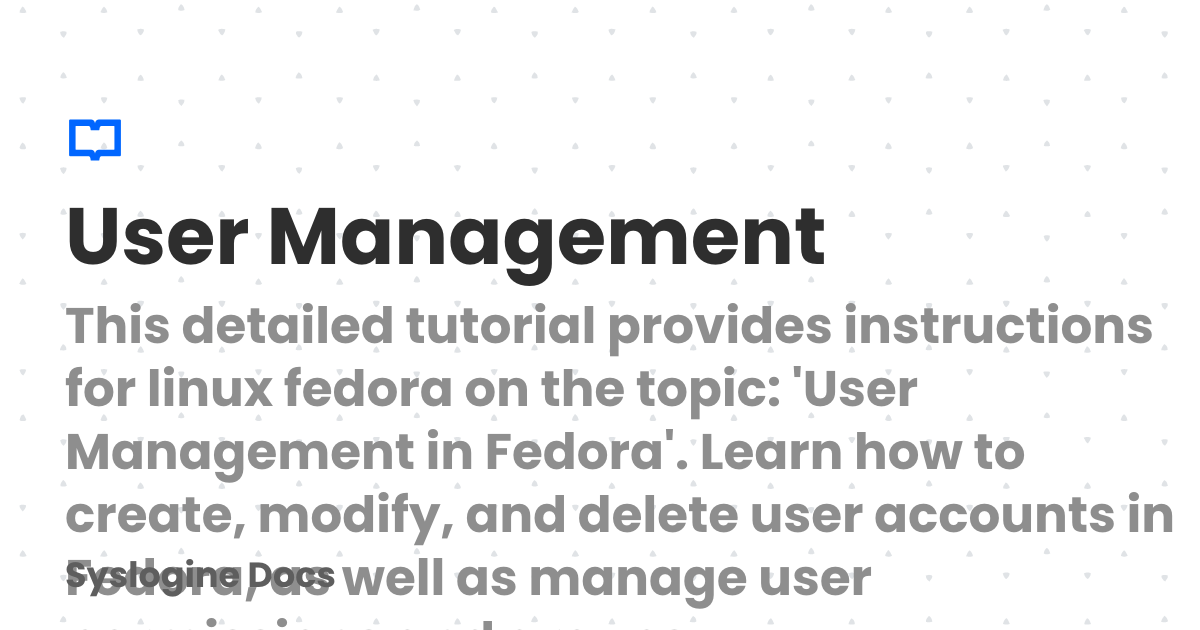 User Management
This detailed tutorial provides instructions
for linux fedora on the topic: 'User
Management in Fedora'. Learn how to
create, modify, and delete user accounts in
Fedora, as well as manage user
Syslogine Docs